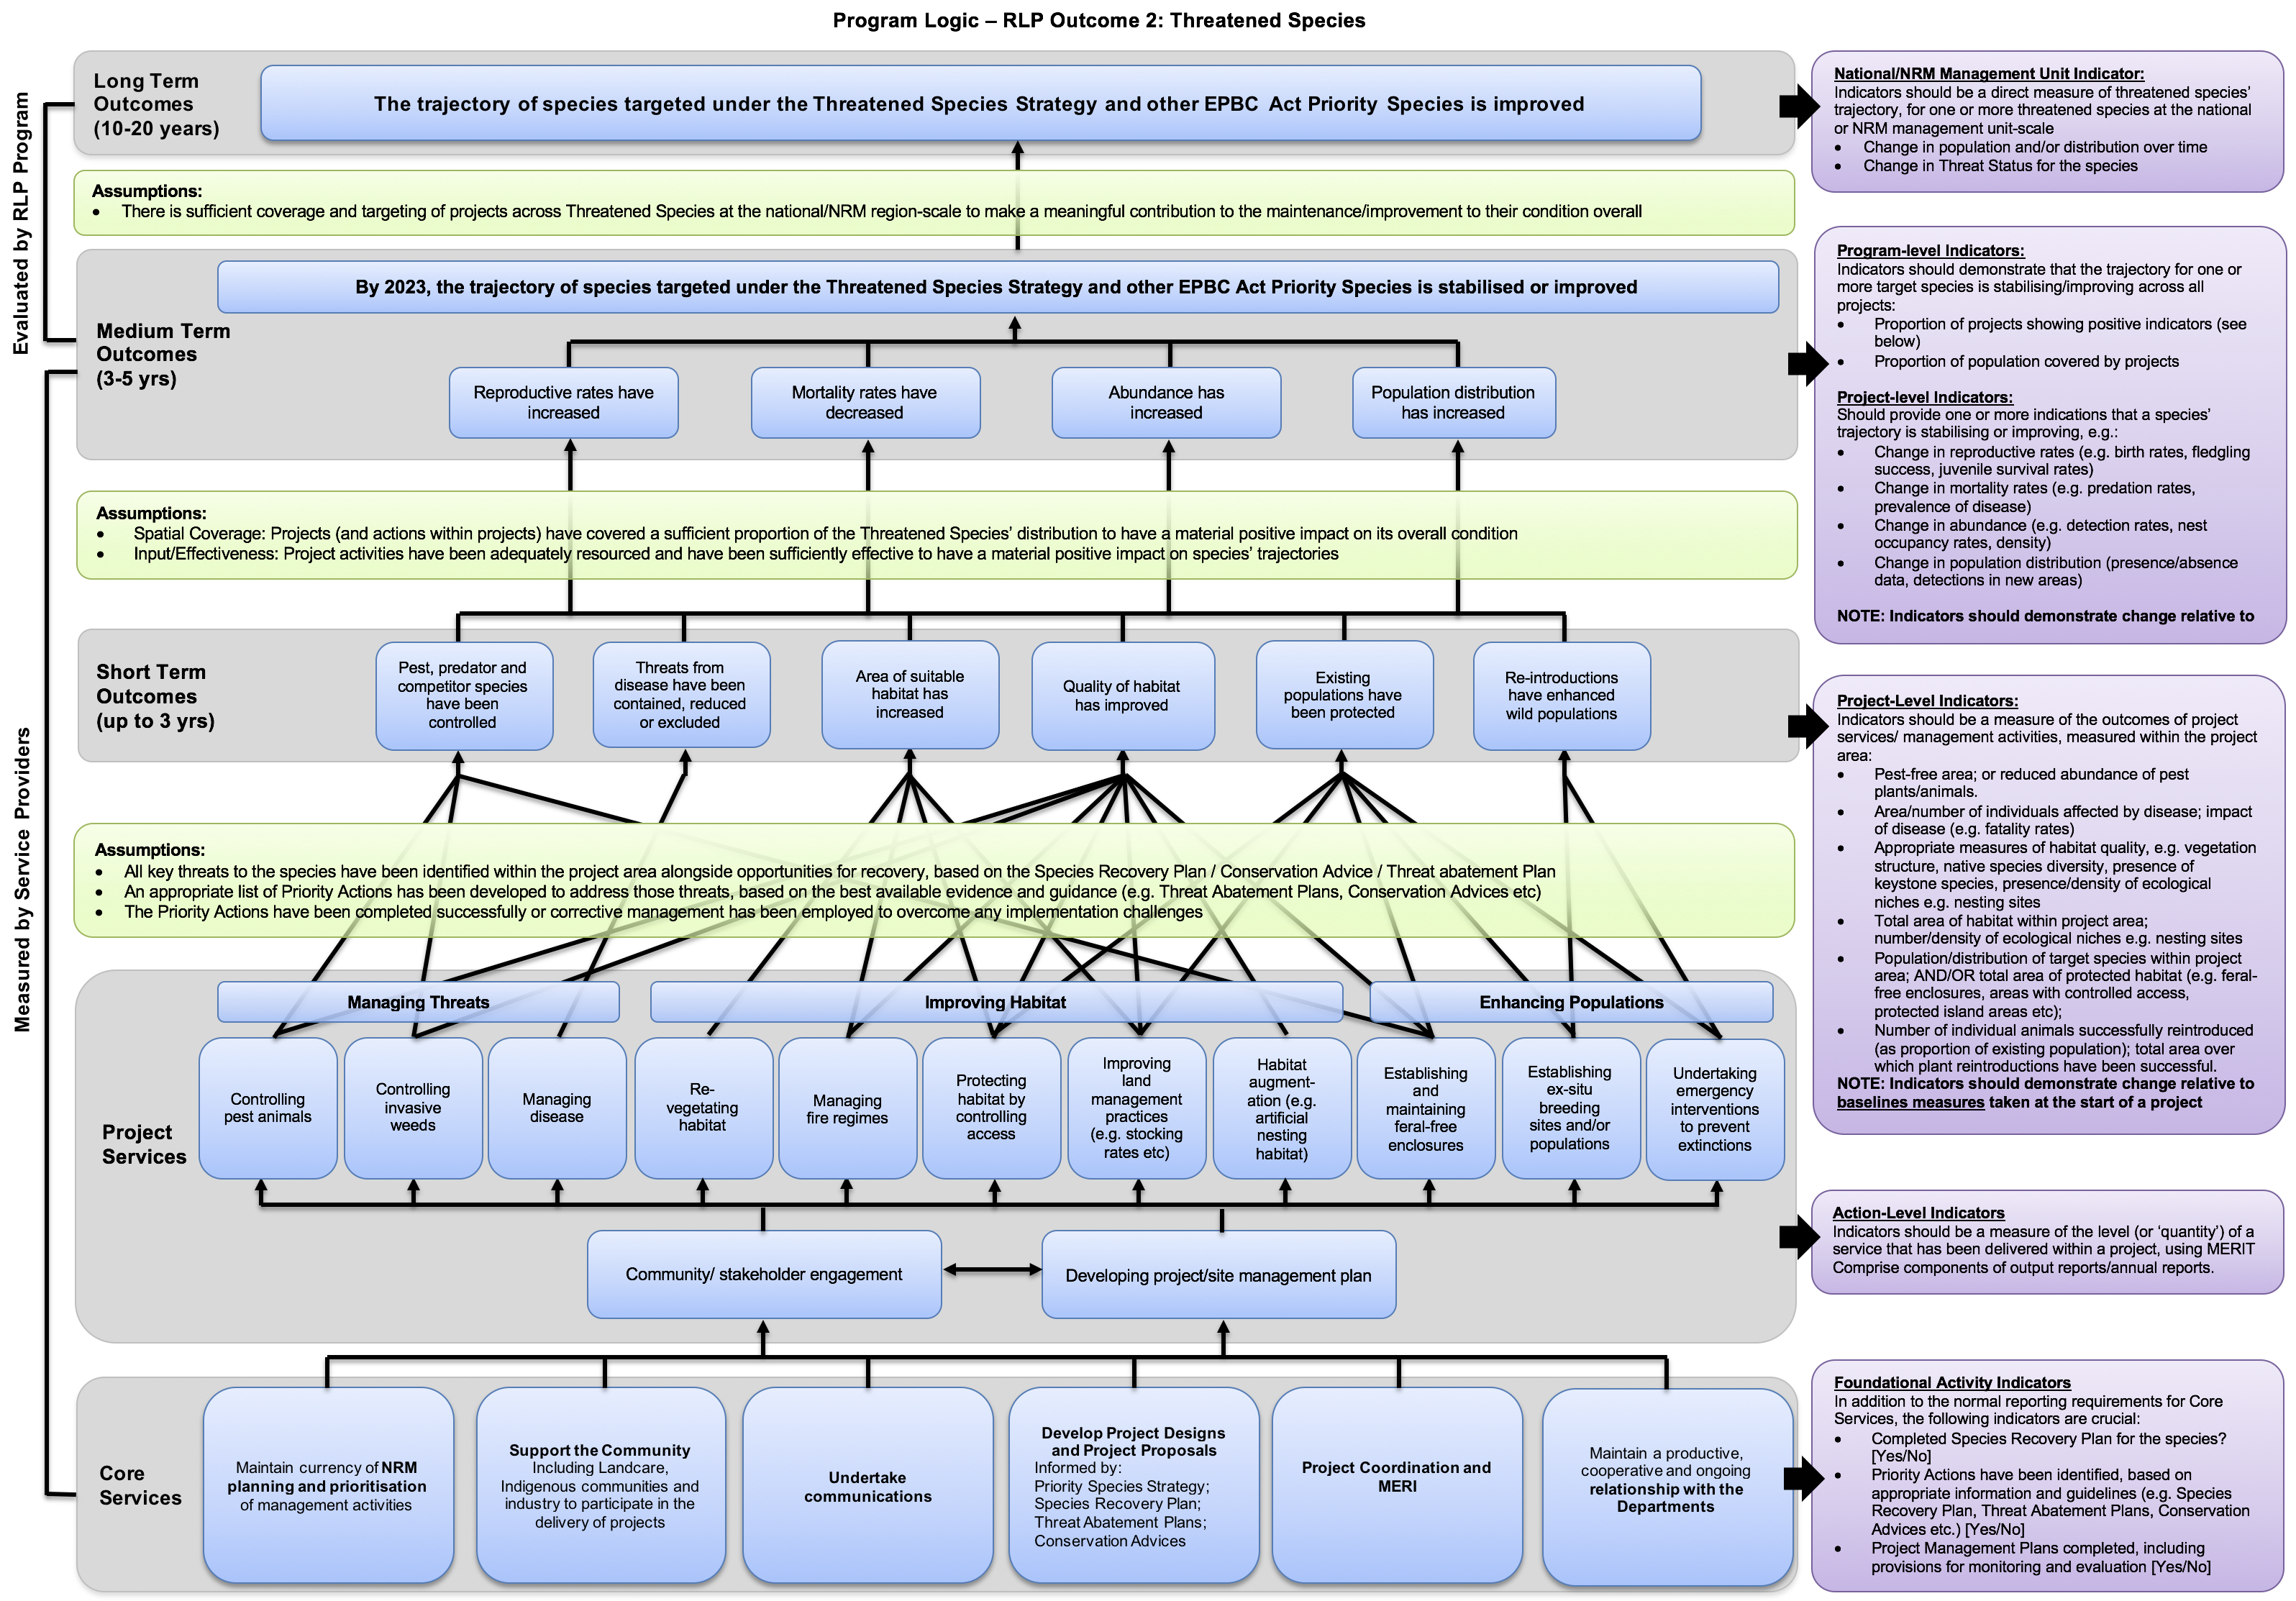 Program Logic – RLP Outcome 2: Threatened Species
Evaluated by RLP Program
Measured by Service Providers
Long Term
Outcomes
(10-20 years)
The trajectory of species targeted under the Threatened Species Strategy and other EPBC Act Priority Species is improved
National/NRM Management Unit Indicator:
Indicators should be a direct measure of threatened species’
trajectory, for one or more threatened species at the national
or NRM management unit-scale
• Change in population and/or distribution over time
• Change in Threat Status for the species
Assumptions:
• There is sufficient coverage and targeting of projects across Threatened Species at the national/NRM region-scale to make a meaningful contribution to the maintenance/improvement to their condition overall
Medium Term
Outcomes
(3-5 yrs)
By 2023, the trajectory of species targeted under the Threatened Species Strategy and other EPBC Act Priority Species is stabilised or improved
Reproductive rates have
increased
Mortality rates have
decreased
Abundance has
increased
Population distribution
has increased
Program-level Indicators:
Indicators should demonstrate that the trajectory for one or
more target species is stabilising/improving across all
projects:
• Proportion of projects showing positive indicators (see
below)
• Proportion of population covered by projects
Project-level Indicators:
Should provide one or more indications that a species’
trajectory is stabilising or improving, e.g.:
• Change in reproductive rates (e.g. birth rates, fledgling
success, juvenile survival rates)
• Change in mortality rates (e.g. predation rates,
prevalence of disease)
• Change in abundance (e.g. detection rates, nest
occupancy rates, density)
• Change in population distribution (presence/absence
data, detections in new areas)
NOTE: Indicators should demonstrate change relative to
Assumptions:
• Spatial Coverage: Projects (and actions within projects) have covered a sufficient proportion of the Threatened Species’ distribution to have a material positive impact on its overall condition
• Input/Effectiveness: Project activities have been adequately resourced and have been sufficiently effective to have a material positive impact on species’ trajectories
Short Term
Outcomes
(up to 3 yrs)
Pest, predator and
competitor species
have been
controlled
Threats from
disease have been
contained, reduced
or excluded
Area of suitable
habitat has
increased
Quality of habitat
has improved
Existing
populations have
been protected
Re-introductions
have enhanced
wild populations
Project-Level Indicators:
Indicators should be a measure of the outcomes of project
services/ management activities, measured within the project
area:
• Pest-free area; or reduced abundance of pest
plants/animals.
• Area/number of individuals affected by disease; impact
of disease (e.g. fatality rates)
• Appropriate measures of habitat quality, e.g. vegetation
structure, native species diversity, presence of
keystone species, presence/density of ecological
niches e.g. nesting sites
• Total area of habitat within project area;
number/density of ecological niches e.g. nesting sites
• Population/distribution of target species within project
area; AND/OR total area of protected habitat (e.g. feral-
free enclosures, areas with controlled access,
protected island areas etc);
• Number of individual animals successfully reintroduced
(as proportion of existing population); total area over
which plant reintroductions have been successful.
NOTE: Indicators should demonstrate change relative to
baselines measures taken at the start of a project
Assumptions:
• All key threats to the species have been identified within the project area alongside opportunities for recovery, based on the Species Recovery Plan / Conservation Advice / Threat abatement Plan
• An appropriate list of Priority Actions has been developed to address those threats, based on the best available evidence and guidance (e.g. Threat Abatement Plans, Conservation Advices etc)
• The Priority Actions have been completed successfully or corrective management has been employed to overcome any implementation challenges
Project
Services
Managing Threats
Improving Habitat
Enhancing Populations
Controlling
pest animals
Controlling
invasive
weeds
Managing
disease
Re-
vegetating
habitat
Managing
fire regimes
Protecting
habitat by
controlling
access
Improving
land
management
practices
(e.g. stocking
rates etc)
Habitat
augment-
ation (e.g.
artificial
nesting
habitat)
Establishing
and
maintaining
feral-free
enclosures
Establishing
ex-situ
breeding
sites and/or
populations
Undertaking
emergency
interventions
to prevent
extinctions
Community/ stakeholder engagement
Developing project/site management plan
Action-Level Indicators
Indicators should be a measure of the level (or ‘quantity’) of a
service that has been delivered within a project, using MERIT
Comprise components of output reports/annual reports.
Core
Services
Maintain currency of NRM
planning and prioritisation
of management activities
Support the Community
Including Landcare,
Indigenous communities and
industry to participate in the
delivery of projects
Undertake
communications
Develop Project Designs
and Project Proposals
Informed by:
Priority Species Strategy;
Species Recovery Plan;
Threat Abatement Plans;
Conservation Advices
Project Coordination and
MERI
Maintain a productive,
cooperative and ongoing
relationship with the
Departments
Foundational Activity Indicators
In addition to the normal reporting requirements for Core
Services, the following indicators are crucial:
• Completed Species Recovery Plan for the species?
[Yes/No]
• Priority Actions have been identified, based on
appropriate information and guidelines (e.g. Species
Recovery Plan, Threat Abatement Plans, Conservation
Advices etc.) [Yes/No]
• Project Management Plans completed, including
provisions for monitoring and evaluation [Yes/No]